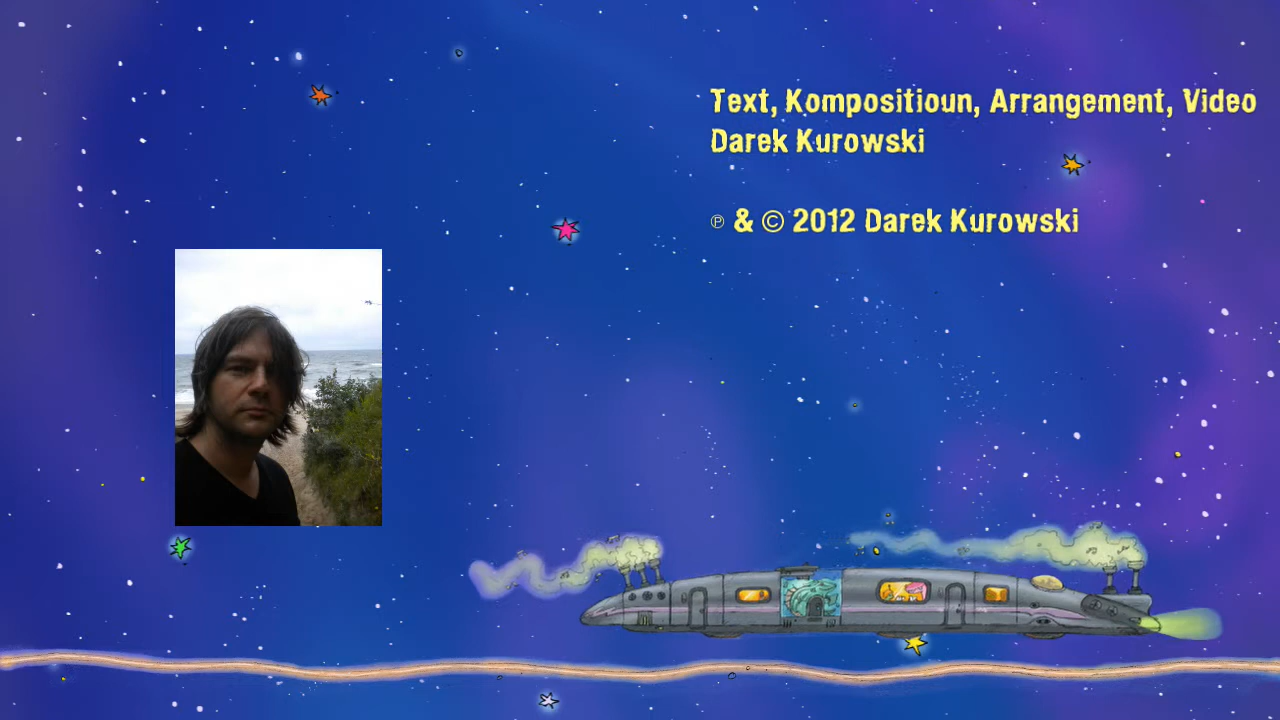 Text, Kompositioun, Arrangement, Video
Darek Kurowski
℗ & © 2012 Darek Kurowski